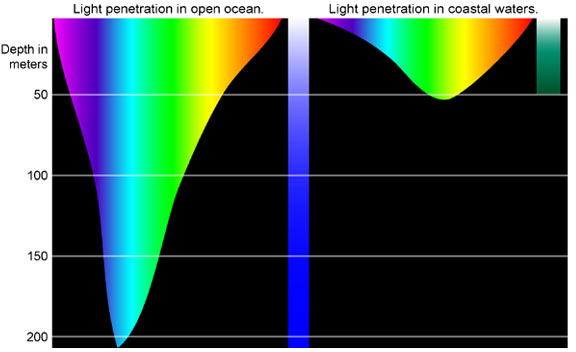 Light penetration in open ocean.
Light penetration in coastal waters.
Depth in
meters
50
100
150
200